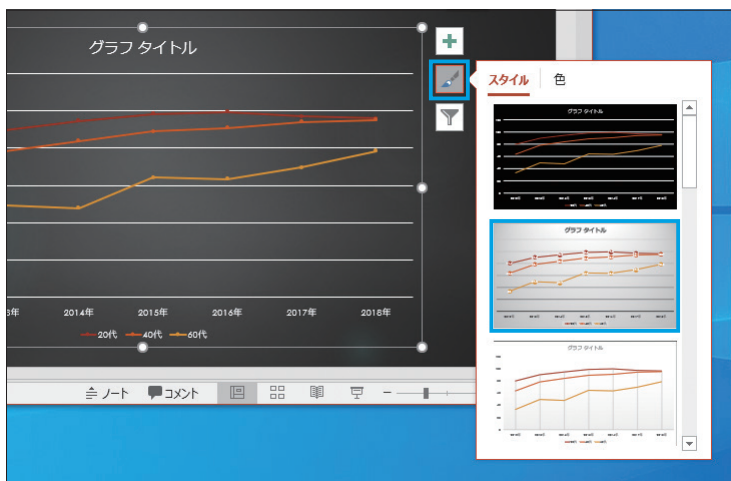 グラフ タイトル
2014年 2015年 2016年 2017年 2018年
20代 40代 60代
ノート コメント
スタイル 色
グラフ タイトル
グラフ タイトル
グラフ タイトル